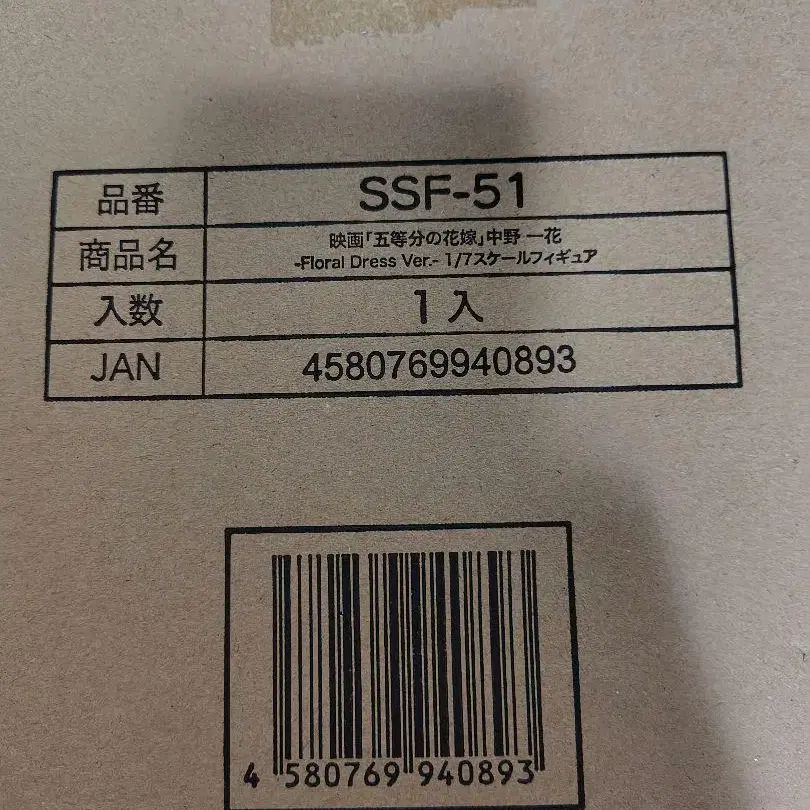 品番 SSF-51
商品名 映画「五等分の花嫁」中野 一花
-Floral Dress Ver.- 1/7スケールフィギュア
入数 1入
JAN 4580769940893
4 580769 940893